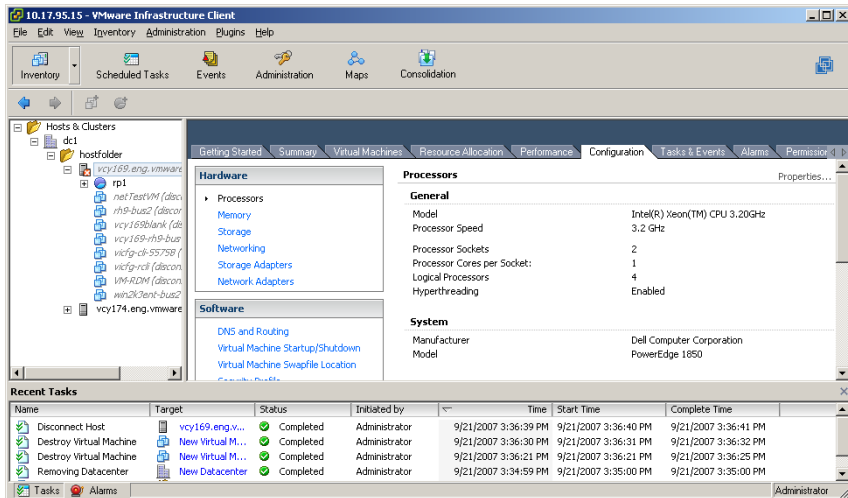 10.17.95.15 - VMware Infrastructure Client
File Edit View Inventory Administration Plugins Help
Inventory Scheduled Tasks Events Administration Maps Consolidation
Hosts & Clusters
dc1
hostfolder
vcy169.eng.vmware
rp1
netTestVM (disc
rh9-bus2 (discor
vcy169blank (dis
vcy169-rh9-bus
vicfg-cli-55758 (
vicfg-rcli (discon
VM-RDM (discon
win2k3ent-bus2
vcy174.eng.vmware
Getting Started Summary Virtual Machines Resource Allocation Performance Configuration Tasks & Events Alarms Permission
Hardware
Processors
Memory
Storage
Networking
Storage Adapters
Network Adapters
Software
DNS and Routing
Virtual Machine Startup/Shutdown
Virtual Machine Swapfile Location
Security Profile
Processors
Properties...
General
Model Intel(R) Xeon(TM) CPU 3.20GHz
Processor Speed 3.2 GHz
Processor Sockets 2
Processor Cores per Socket: 1
Logical Processors 4
Hyperthreading Enabled
System
Manufacturer Dell Computer Corporation
Model PowerEdge 1850
Recent Tasks
Name Target Status Initiated by Time Start Time Complete Time
Disconnect Host vcy169.eng.v... Completed Administrator 9/21/2007 3:36:39 PM 9/21/2007 3:36:40 PM 9/21/2007 3:36:41 PM
Destroy Virtual Machine New Virtual M... Completed Administrator 9/21/2007 3:36:30 PM 9/21/2007 3:36:31 PM 9/21/2007 3:36:32 PM
Destroy Virtual Machine New Virtual M... Completed Administrator 9/21/2007 3:36:21 PM 9/21/2007 3:36:21 PM 9/21/2007 3:36:25 PM
Removing Datacenter New Datacenter Completed Administrator 9/21/2007 3:34:59 PM 9/21/2007 3:35:00 PM 9/21/2007 3:35:00 PM
Tasks Alarms Administrator